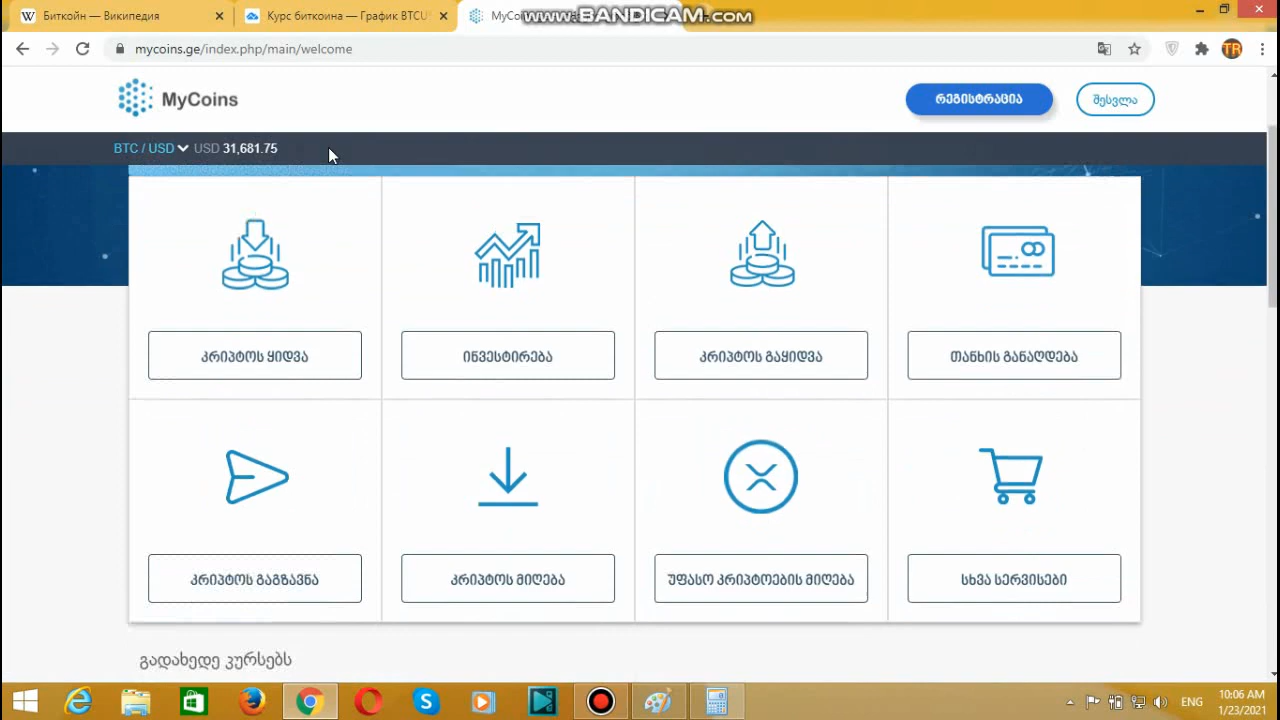 Биткойн — Википедия
Курс биткоина — График BTCU
MyCoi
www.BANDICAM.com
mycoins.ge/index.php/main/welcome
TR
MyCoins
რეგისტრაცია
შესვლა
BTC / USD USD 31,681.75
კრიპტოს ყიდვა
ინვესტირება
კრიპტოს გაყიდვა
თანხის განაღდება
კრიპტოს გაგზავნა
კრიპტოს მიღება
უფასო კრიპტოების მიღება
სხვა სერვისები
გადახედე კურსებს
ENG
10:06 AM
1/23/2021